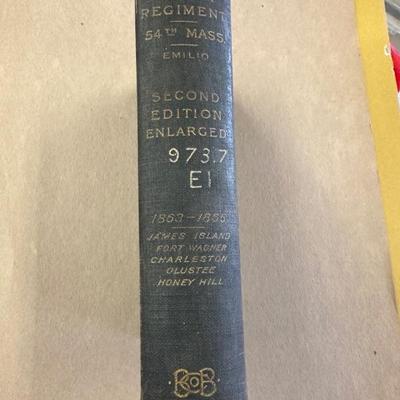 REGIMENT
54TH MASS.
EMILIO
SECOND
EDITION
ENLARGED
973.7
E1
1863-1865
JAMES ISLAND
FORT WAGNER
CHARLESTON
OLUSTEE
HONEY HILL